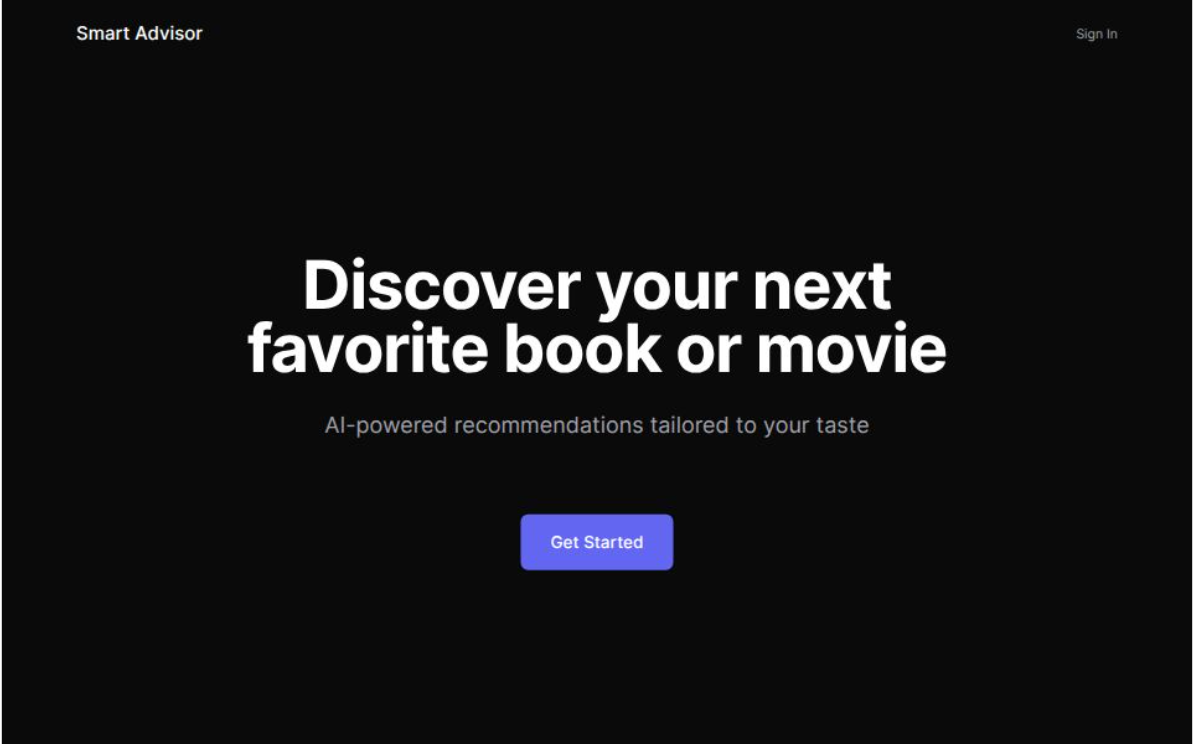 Smart Advisor
Sign In
Discover your next
favorite book or movie
AI-powered recommendations tailored to your taste
Get Started